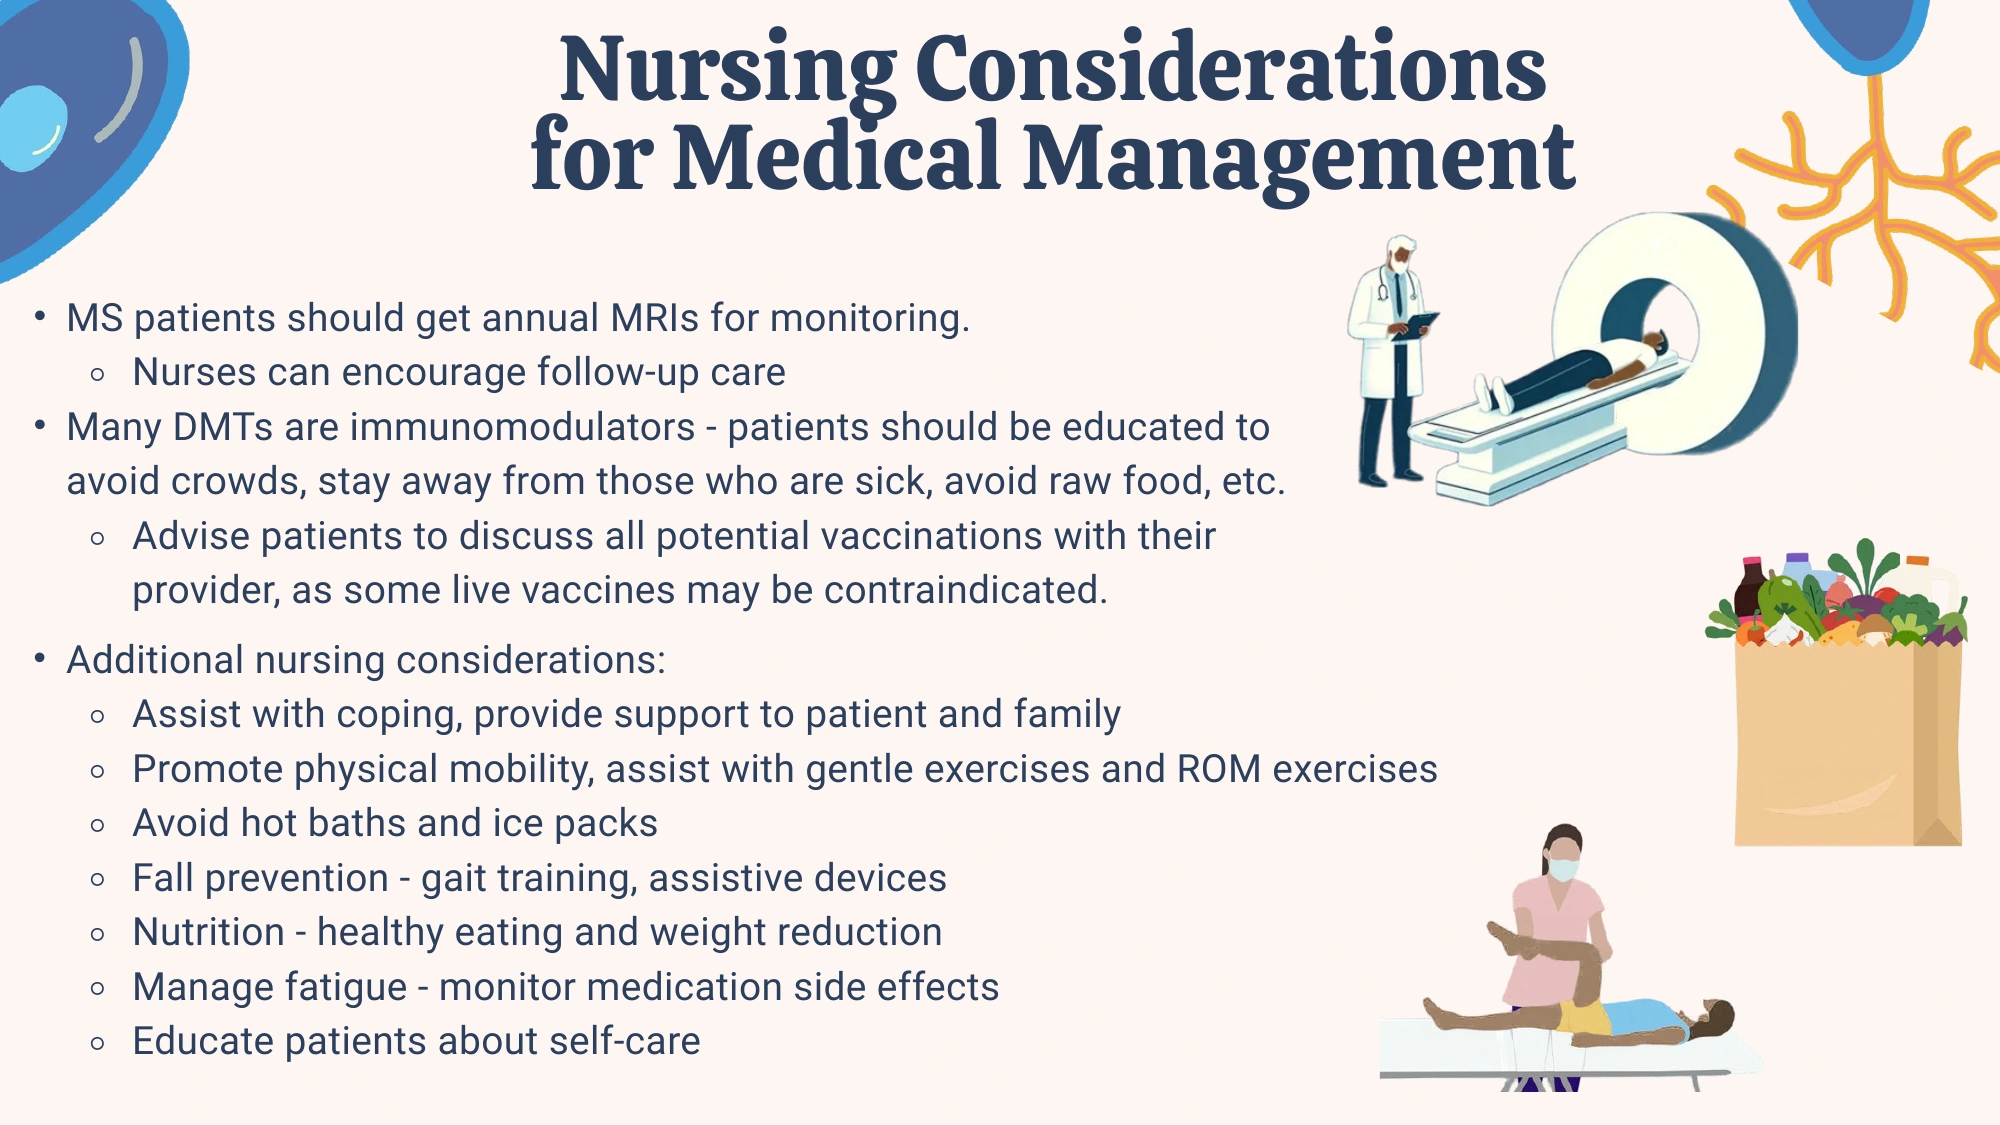 Nursing Considerations
for Medical Management
• MS patients should get annual MRIs for monitoring.
◦ Nurses can encourage follow-up care
• Many DMTs are immunomodulators - patients should be educated to
avoid crowds, stay away from those who are sick, avoid raw food, etc.
◦ Advise patients to discuss all potential vaccinations with their
provider, as some live vaccines may be contraindicated.
• Additional nursing considerations:
◦ Assist with coping, provide support to patient and family
◦ Promote physical mobility, assist with gentle exercises and ROM exercises
◦ Avoid hot baths and ice packs
◦ Fall prevention - gait training, assistive devices
◦ Nutrition - healthy eating and weight reduction
◦ Manage fatigue - monitor medication side effects
◦ Educate patients about self-care